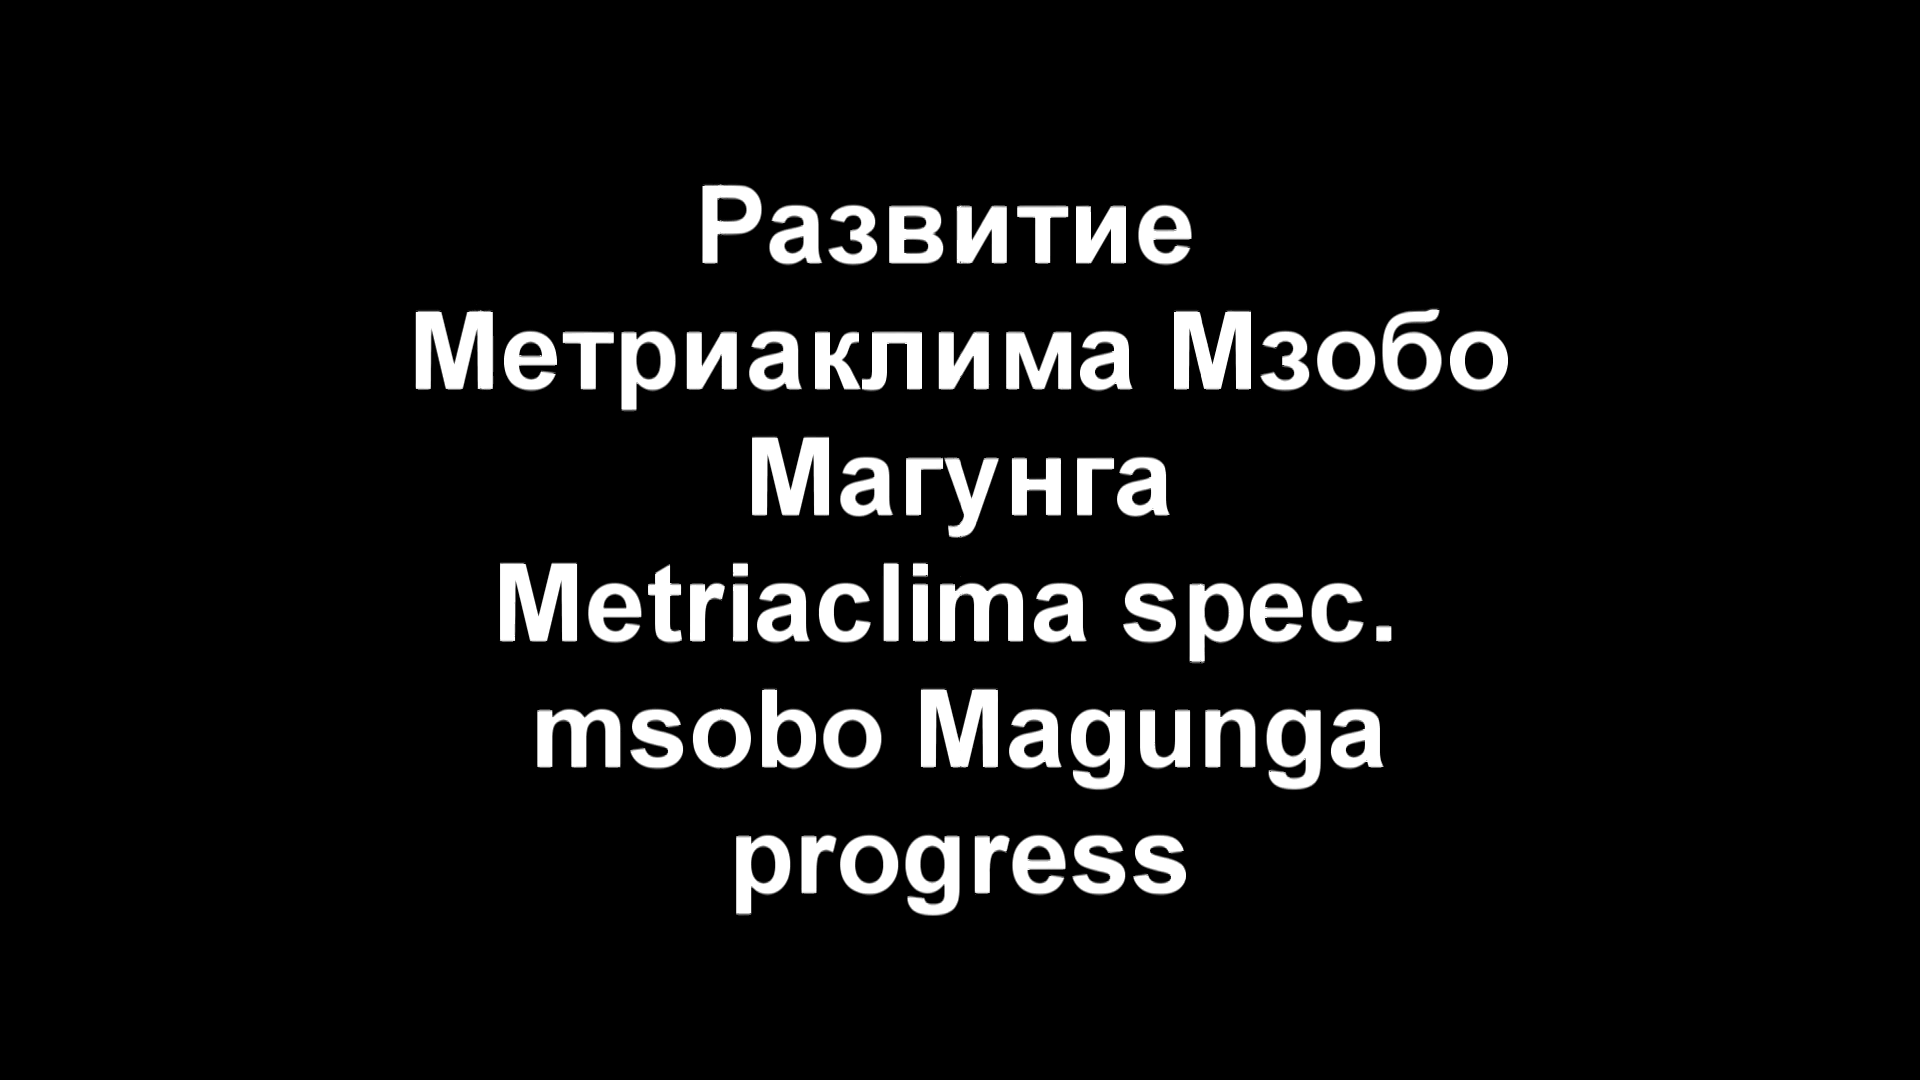 Развитие
Метриаклима Мзобо
Магунга
Metriaclima spec.
msobo Magunga
progress